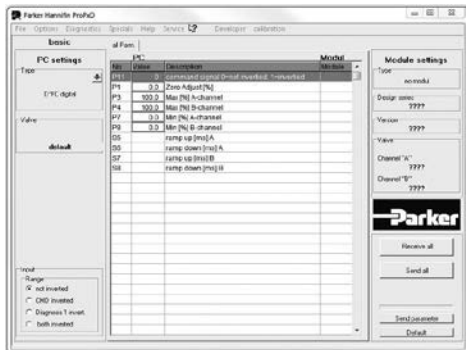 Parker Hannifin ProPxD
File Options Diagnostics Specials Help Service Developer calibration
basic
PC settings
Type
Valve
default
Input
Range
not inverted
CMD inverted
Diagnosis 1 invert.
both inverted
all Para.
PC Modul
No Value Description Module
P11 0 command signal 0=not inverted, 1=inverted
P1 0.0 Zero Adjust [%]
P3 100.0 Max [%] A-channel
P4 100.0 Max [%] B-channel
P7 0.0 Min [%] A-channel
P8 0.0 Min [%] B-channel
S5 ramp up [ms] A
S6 ramp down [ms] A
S7 ramp up [ms] B
S8 ramp down [ms] B
Module settings
Type
no modul
Design series
????
Version
????
Valve
Channel "A"
????
Channel "B"
????
Parker
Receive all
Send all
Send parameter
Default